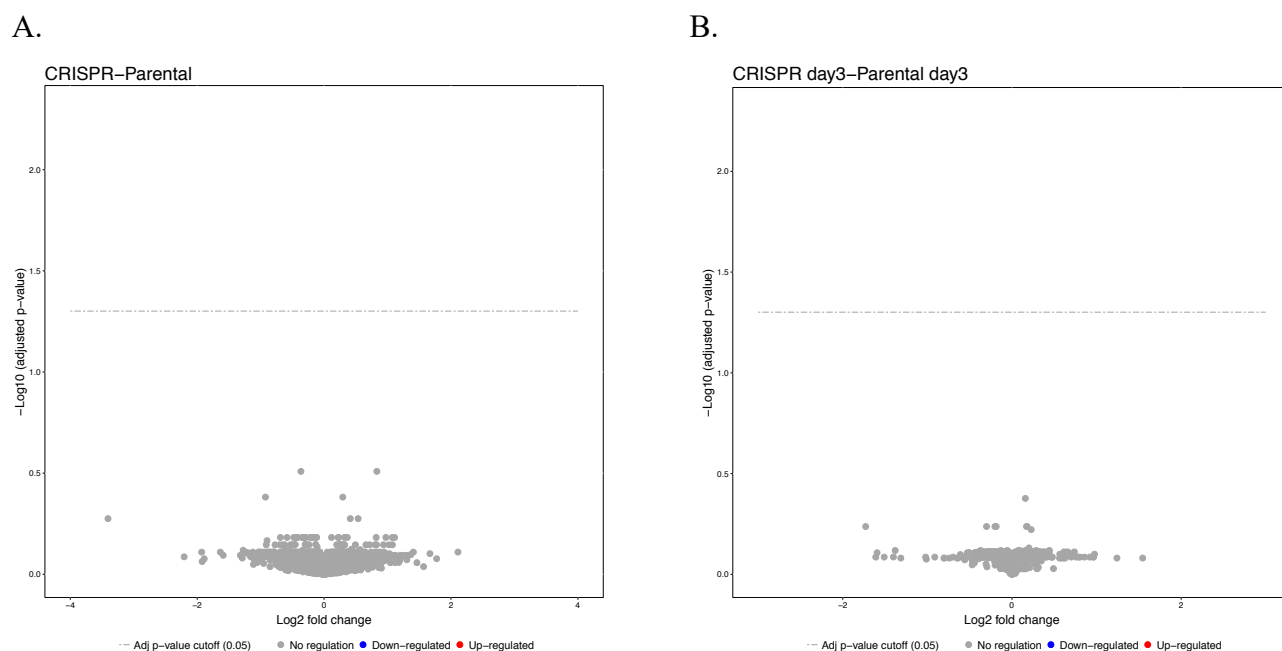 A.
CRISPR−Parental
−Log10 (adjusted p−value)
2.0
1.5
1.0
0.5
0.0
−4
−2
0
2
4
Log2 fold change
Adj p−value cutoff (0.05) No regulation Down−regulated Up−regulated
B.
CRISPR day3−Parental day3
−Log10 (adjusted p−value)
2.0
1.5
1.0
0.5
0.0
−2
0
2
Log2 fold change
Adj p−value cutoff (0.05) No regulation Down−regulated Up−regulated